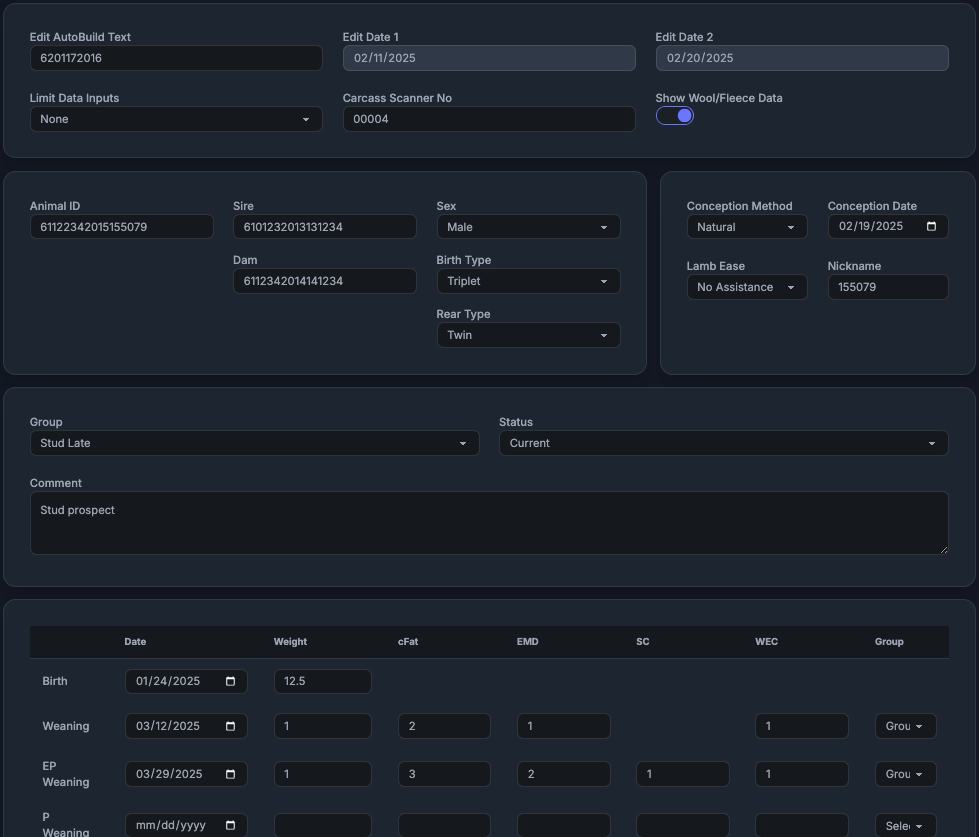 Edit AutoBuild Text Edit Date 1 Edit Date 2
6201172016 02/11/2025 02/20/2025
Limit Data Inputs Carcass Scanner No Show Wool/Fleece Data
None 00004
Animal ID Sire Sex Conception Method Conception Date
61122342015155079 6101232013131234 Male Natural 02/19/2025
Dam Birth Type Lamb Ease Nickname
6112342014141234 Triplet No Assistance 155079
Rear Type
Twin
Group Status
Stud Late Current
Comment
Stud prospect
Date Weight cFat EMD SC WEC Group
Birth 01/24/2025 12.5
Weaning 03/12/2025 1 2 1 1 Grou
EP Weaning 03/29/2025 1 3 2 1 1 Grou
P Weaning mm/dd/yyyy Sele